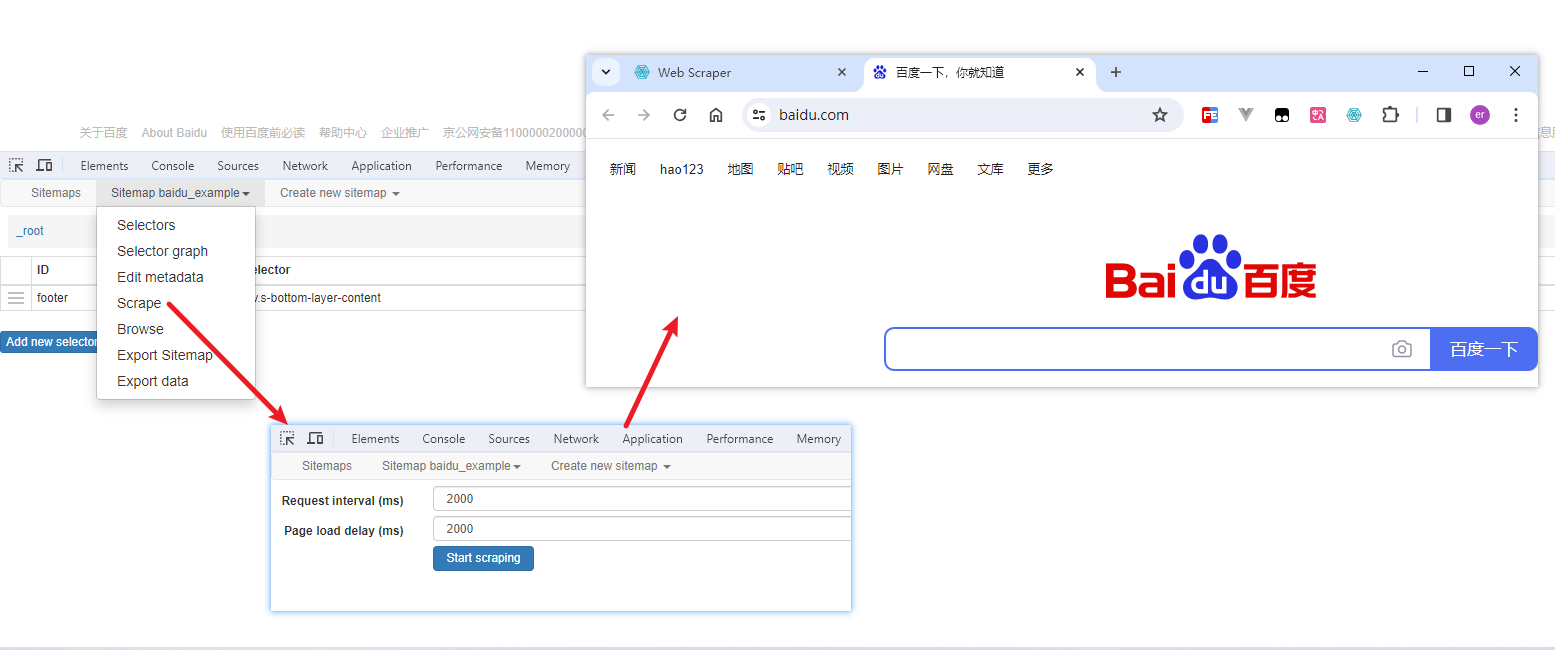 关于百度 About Baidu 使用百度前必读 帮助中心 企业推广 京公网安备1100000200000
Elements Console Sources Network Application Performance Memory
Sitemaps Sitemap baidu_example Create new sitemap
_root
ID elector
footer v.s-bottom-layer-content
Add new selector
Selectors
Selector graph
Edit metadata
Scrape
Browse
Export Sitemap
Export data
Web Scraper 百度一下，你就知道
baidu.com er
新闻 hao123 地图 贴吧 视频 图片 网盘 文库 更多
Bai du 百度
百度一下
Elements Console Sources Network Application Performance Memory
Sitemaps Sitemap baidu_example Create new sitemap
Request interval (ms) 2000
Page load delay (ms) 2000
Start scraping